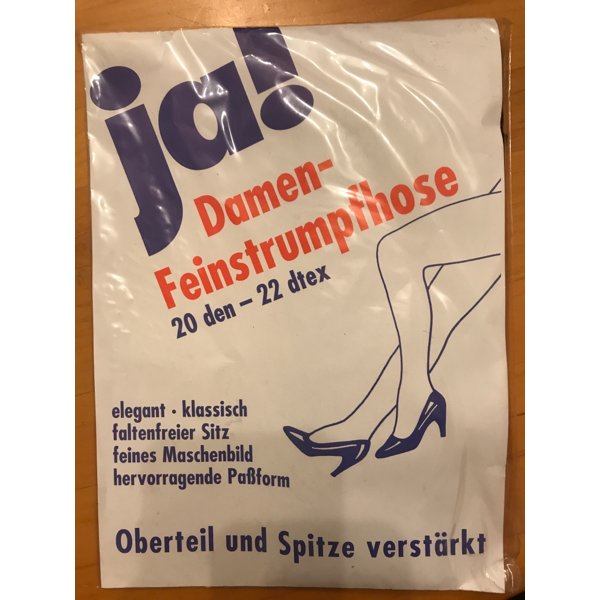 ja!
Damen-
Feinstrumpfhose
20 den – 22 dtex
elegant · klassisch
faltenfreier Sitz
feines Maschenbild
hervorragende Paßform
Oberteil und Spitze verstärkt